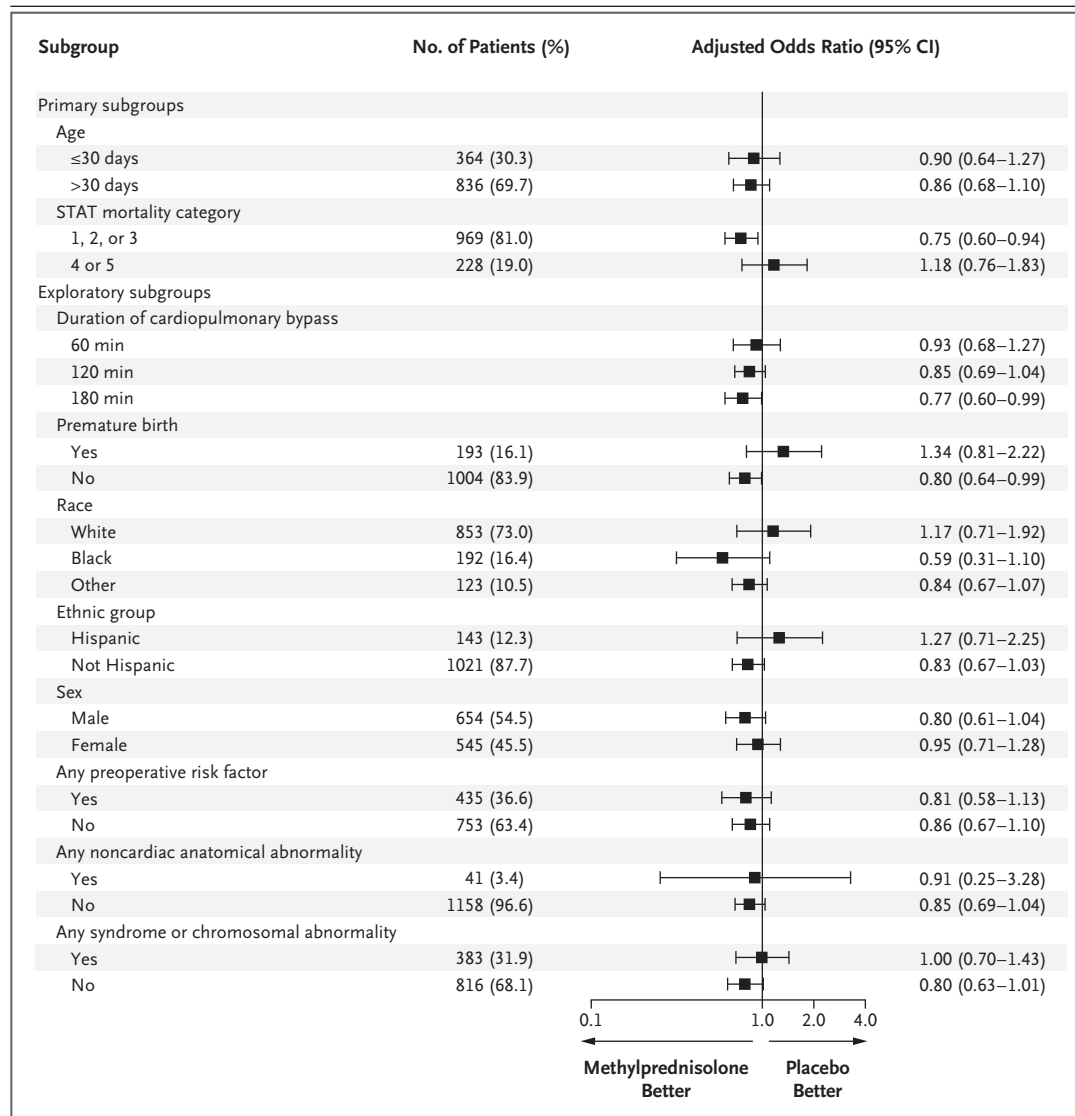 Subgroup No. of Patients (%) Adjusted Odds Ratio (95% CI)
Primary subgroups
Age
≤30 days 364 (30.3) 0.90 (0.64–1.27)
>30 days 836 (69.7) 0.86 (0.68–1.10)
STAT mortality category
1, 2, or 3 969 (81.0) 0.75 (0.60–0.94)
4 or 5 228 (19.0) 1.18 (0.76–1.83)
Exploratory subgroups
Duration of cardiopulmonary bypass
60 min 0.93 (0.68–1.27)
120 min 0.85 (0.69–1.04)
180 min 0.77 (0.60–0.99)
Premature birth
Yes 193 (16.1) 1.34 (0.81–2.22)
No 1004 (83.9) 0.80 (0.64–0.99)
Race
White 853 (73.0) 1.17 (0.71–1.92)
Black 192 (16.4) 0.59 (0.31–1.10)
Other 123 (10.5) 0.84 (0.67–1.07)
Ethnic group
Hispanic 143 (12.3) 1.27 (0.71–2.25)
Not Hispanic 1021 (87.7) 0.83 (0.67–1.03)
Sex
Male 654 (54.5) 0.80 (0.61–1.04)
Female 545 (45.5) 0.95 (0.71–1.28)
Any preoperative risk factor
Yes 435 (36.6) 0.81 (0.58–1.13)
No 753 (63.4) 0.86 (0.67–1.10)
Any noncardiac anatomical abnormality
Yes 41 (3.4) 0.91 (0.25–3.28)
No 1158 (96.6) 0.85 (0.69–1.04)
Any syndrome or chromosomal abnormality
Yes 383 (31.9) 1.00 (0.70–1.43)
No 816 (68.1) 0.80 (0.63–1.01)
0.1 1.0 2.0 4.0
Methylprednisolone Placebo
Better Better